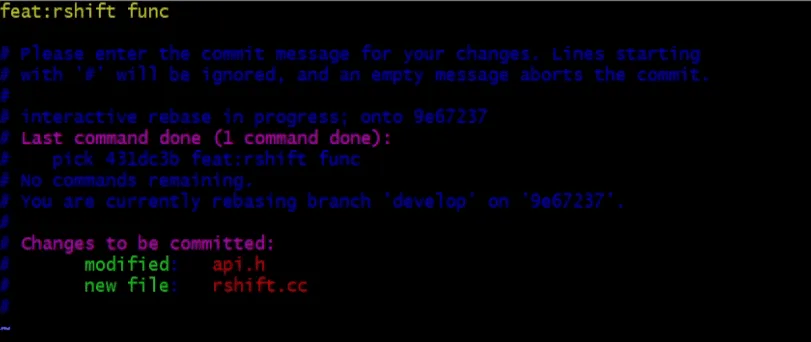 feat:rshift func
# Please enter the commit message for your changes. Lines starting
# with '#' will be ignored, and an empty message aborts the commit.
#
# interactive rebase in progress; onto 9e67237
# Last command done (1 command done):
#    pick 431dc3b feat:rshift func
# No commands remaining.
# You are currently rebasing branch 'develop' on '9e67237'.
#
# Changes to be committed:
#       modified:   api.h
#       new file:   rshift.cc
#
~